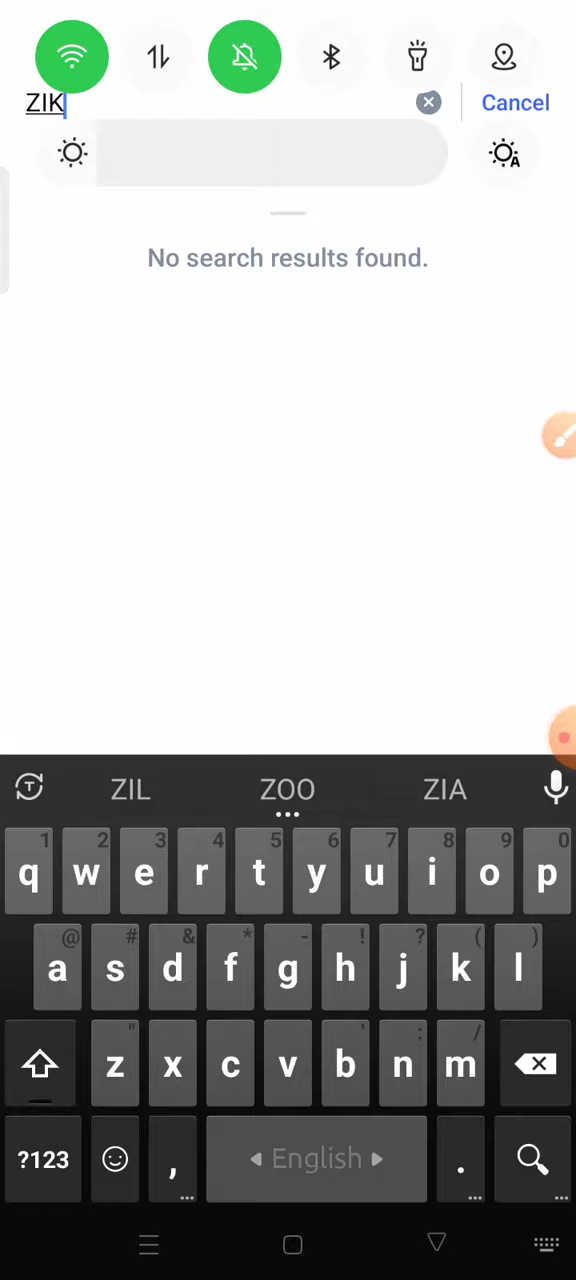 ZIK
Cancel
A
No search results found.
ZIL ZOO ZIA
1 2 3 4 5 6 7 8 9 0
q w e r t y u i o p
@ # & * - ! ? ( )
a s d f g h j k l
" ' : /
z x c v b n m
?123 , English .